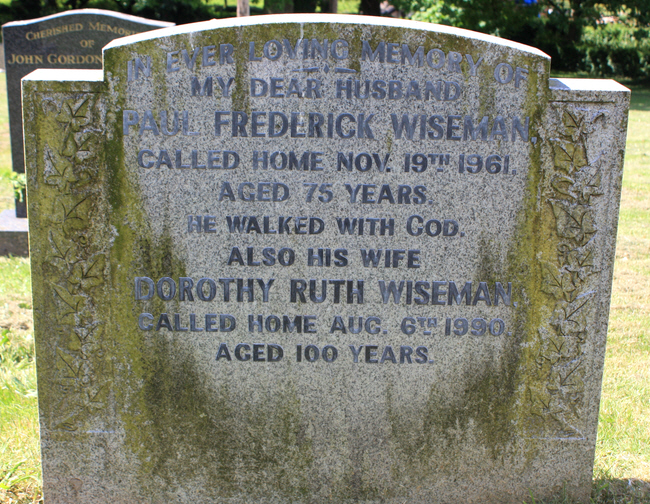 CHERISHED MEMORIES
OF
JOHN GORDON
IN EVER LOVING MEMORY OF
MY DEAR HUSBAND
PAUL FREDERICK WISEMAN,
CALLED HOME NOV. 19TH 1961.
AGED 75 YEARS.
HE WALKED WITH GOD.
ALSO HIS WIFE
DOROTHY RUTH WISEMAN
CALLED HOME AUG. 6TH 1990.
AGED 100 YEARS.